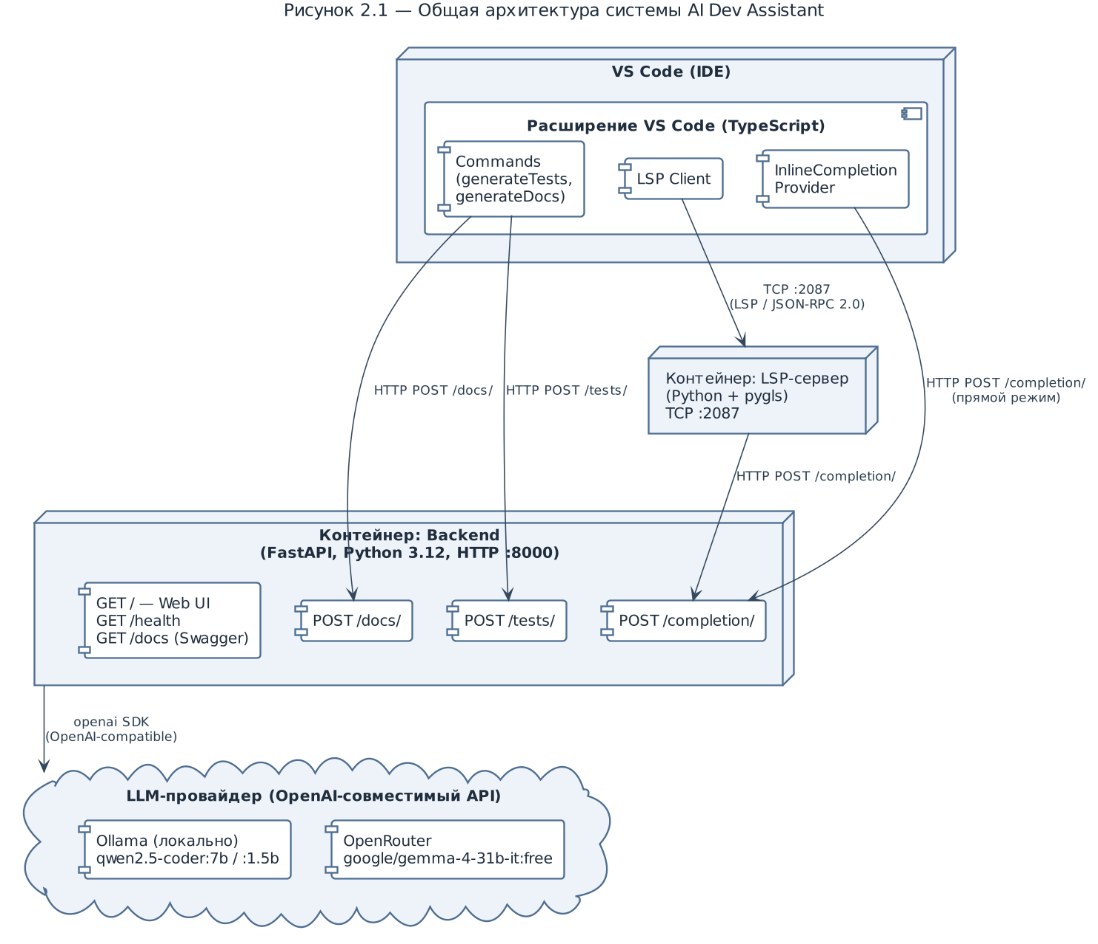 Рисунок 2.1 — Общая архитектура системы AI Dev Assistant
VS Code (IDE)
Расширение VS Code (TypeScript)
Commands
(generateTests,
generateDocs)
LSP Client
InlineCompletion
Provider
TCP :2087
(LSP / JSON-RPC 2.0)
HTTP POST /docs/
HTTP POST /tests/
Контейнер: LSP-сервер
(Python + pygls)
TCP :2087
HTTP POST /completion/
(прямой режим)
HTTP POST /completion/
Контейнер: Backend
(FastAPI, Python 3.12, HTTP :8000)
GET / — Web UI
GET /health
GET /docs (Swagger)
POST /docs/
POST /tests/
POST /completion/
openai SDK
(OpenAI-compatible)
LLM-провайдер (OpenAI-совместимый API)
Ollama (локально)
qwen2.5-coder:7b / :1.5b
OpenRouter
google/gemma-4-31b-it:free